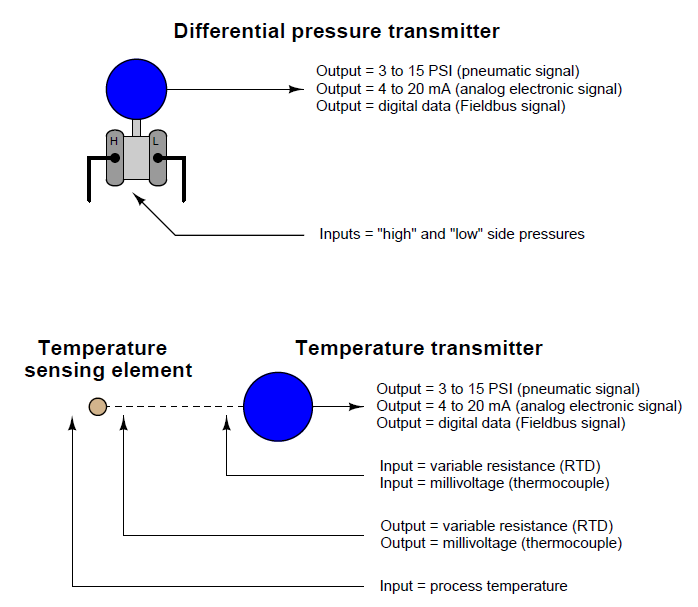 Differential pressure transmitter
Output = 3 to 15 PSI (pneumatic signal)
Output = 4 to 20 mA (analog electronic signal)
Output = digital data (Fieldbus signal)
H
L
Inputs = "high" and "low" side pressures
Temperature
sensing element
Temperature transmitter
Output = 3 to 15 PSI (pneumatic signal)
Output = 4 to 20 mA (analog electronic signal)
Output = digital data (Fieldbus signal)
Input = variable resistance (RTD)
Input = millivoltage (thermocouple)
Output = variable resistance (RTD)
Output = millivoltage (thermocouple)
Input = process temperature